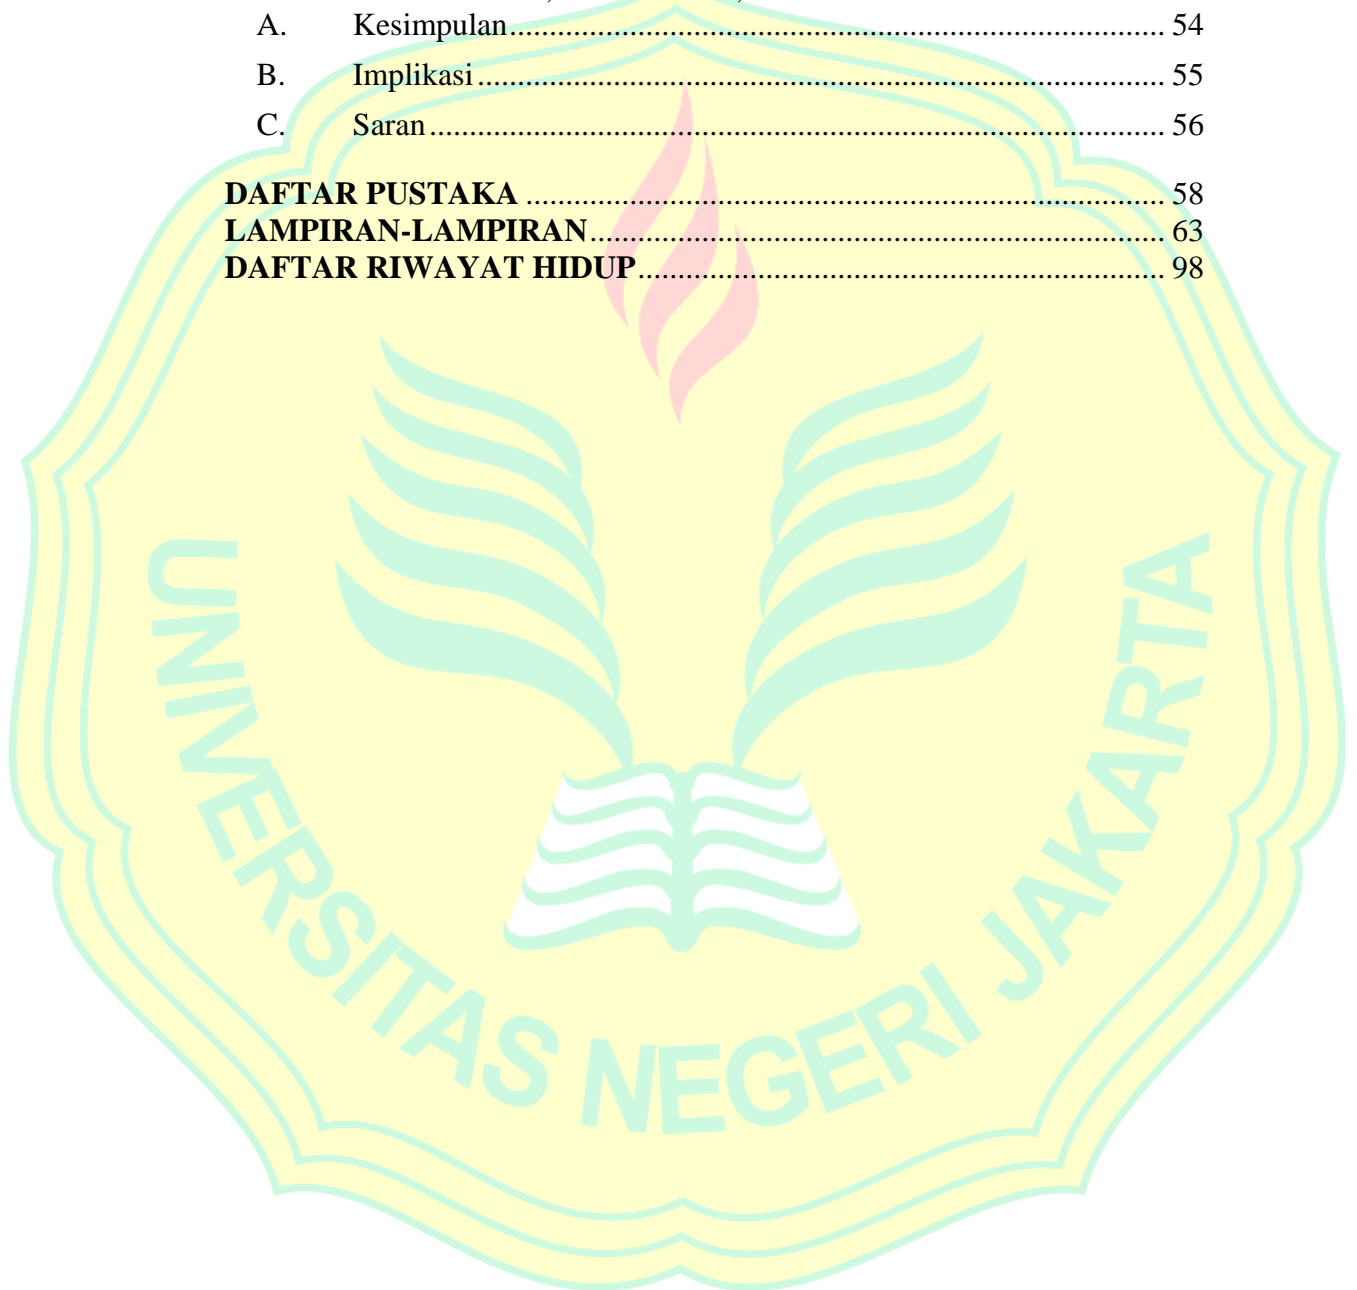 A. Kesimpulan.................................................................................. 54
B. Implikasi...................................................................................... 55
C. Saran............................................................................................ 56
DAFTAR PUSTAKA ................................................................................ 58
LAMPIRAN-LAMPIRAN........................................................................ 63
DAFTAR RIWAYAT HIDUP.................................................................. 98
UNIVERSITAS NEGERI JAKARTA